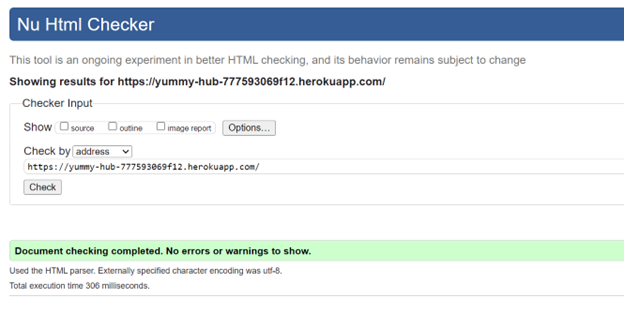 Nu Html Checker
This tool is an ongoing experiment in better HTML checking, and its behavior remains subject to change
Showing results for https://yummy-hub-777593069f12.herokuapp.com/
Checker Input
Show source outline image report Options...
Check by address
https://yummy-hub-777593069f12.herokuapp.com/
Check
Document checking completed. No errors or warnings to show.
Used the HTML parser. Externally specified character encoding was utf-8.
Total execution time 306 milliseconds.